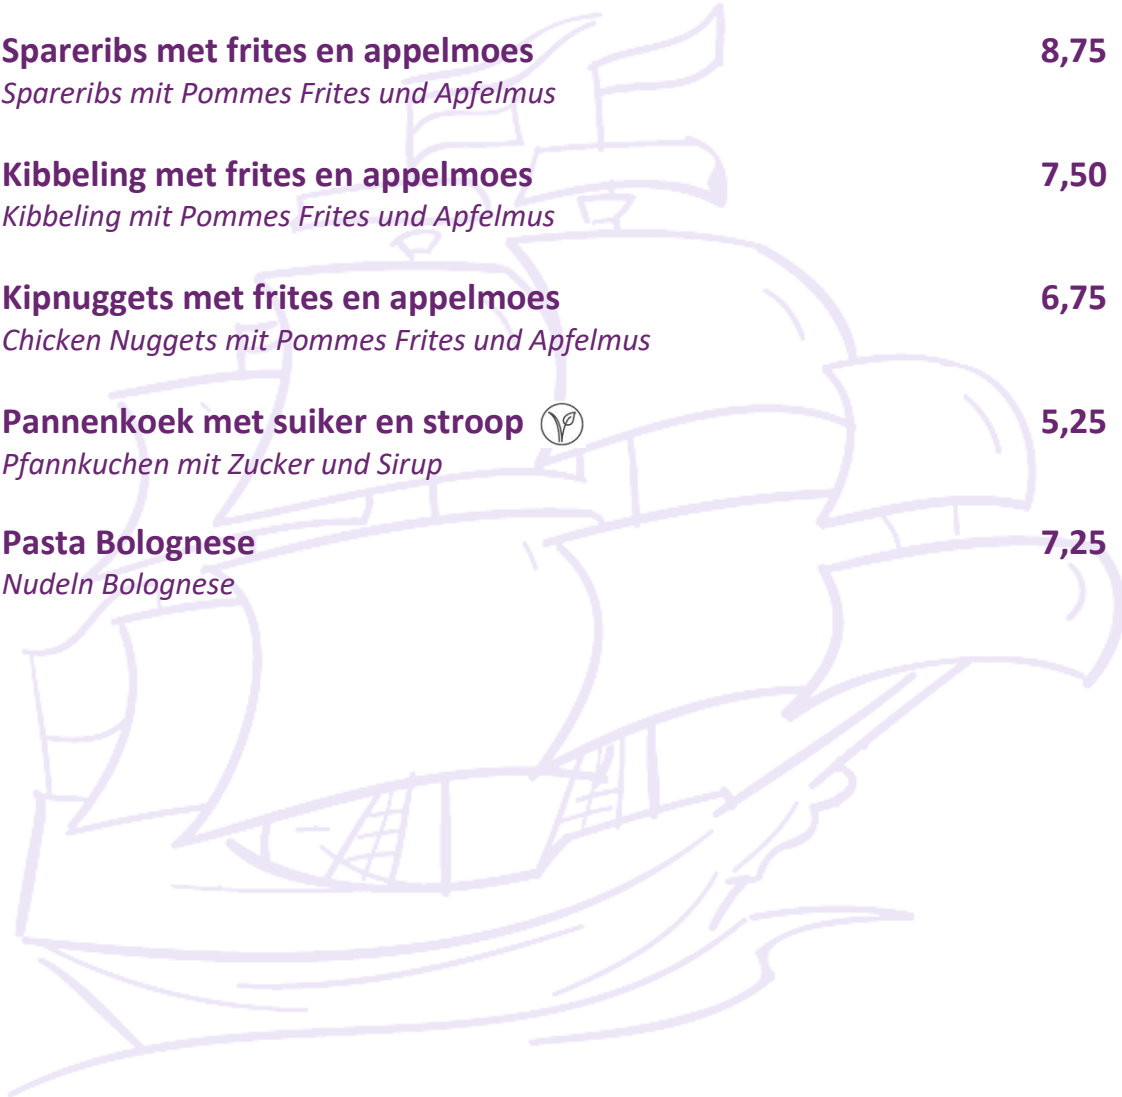 Spareribs met frites en appelmoes 8,75
Spareribs mit Pommes Frites und Apfelmus
Kibbeling met frites en appelmoes 7,50
Kibbeling mit Pommes Frites und Apfelmus
Kipnuggets met frites en appelmoes 6,75
Chicken Nuggets mit Pommes Frites und Apfelmus
Pannenkoek met suiker en stroop 5,25
Pfannkuchen mit Zucker und Sirup
Pasta Bolognese 7,25
Nudeln Bolognese